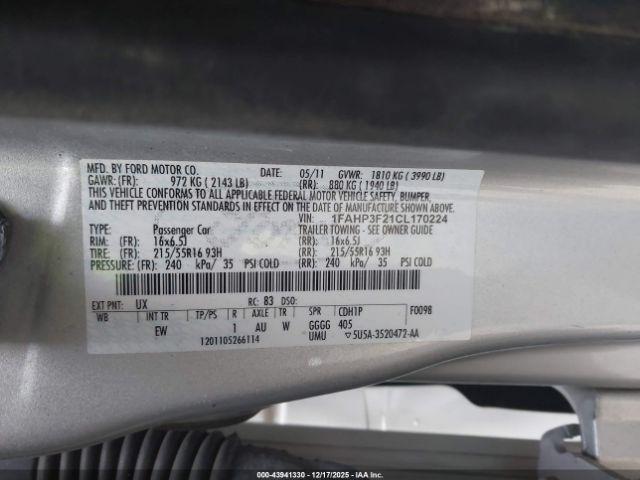 MFD. BY FORD MOTOR CO. DATE: 05/11 GVWR: 1810 KG ( 3990 LB)
GAWR: (FR): 972 KG ( 2143 LB) (RR): 880 KG ( 1940 LB)
THIS VEHICLE CONFORMS TO ALL APPLICABLE FEDERAL MOTOR VEHICLE SAFETY, BUMPER,
AND THEFT PREVENTION STANDARDS IN EFFECT ON THE DATE OF MANUFACTURE SHOWN ABOVE.
VIN: 1FAHP3F21CL170224
TYPE: Passenger Car TRAILER TOWING - SEE OWNER GUIDE
RIM: (FR): 16x6.5J (RR): 16x6.5J
TIRE: (FR): 215/55R16 93H (RR): 215/55R16 93H
PRESSURE: (FR): 240 kPa/ 35 PSI COLD (RR): 240 kPa/ 35 PSI COLD
EXT PNT: UX RC: 83 DSO: F0098
WB INT TR TP/PS R AXLE TR SPR CDH1P
EW 1 AU W GGGG 405
1201105266114 UMU ▽5U5A-3520472-AA
000-43941330 - 12/17/2025 - IAAI.com